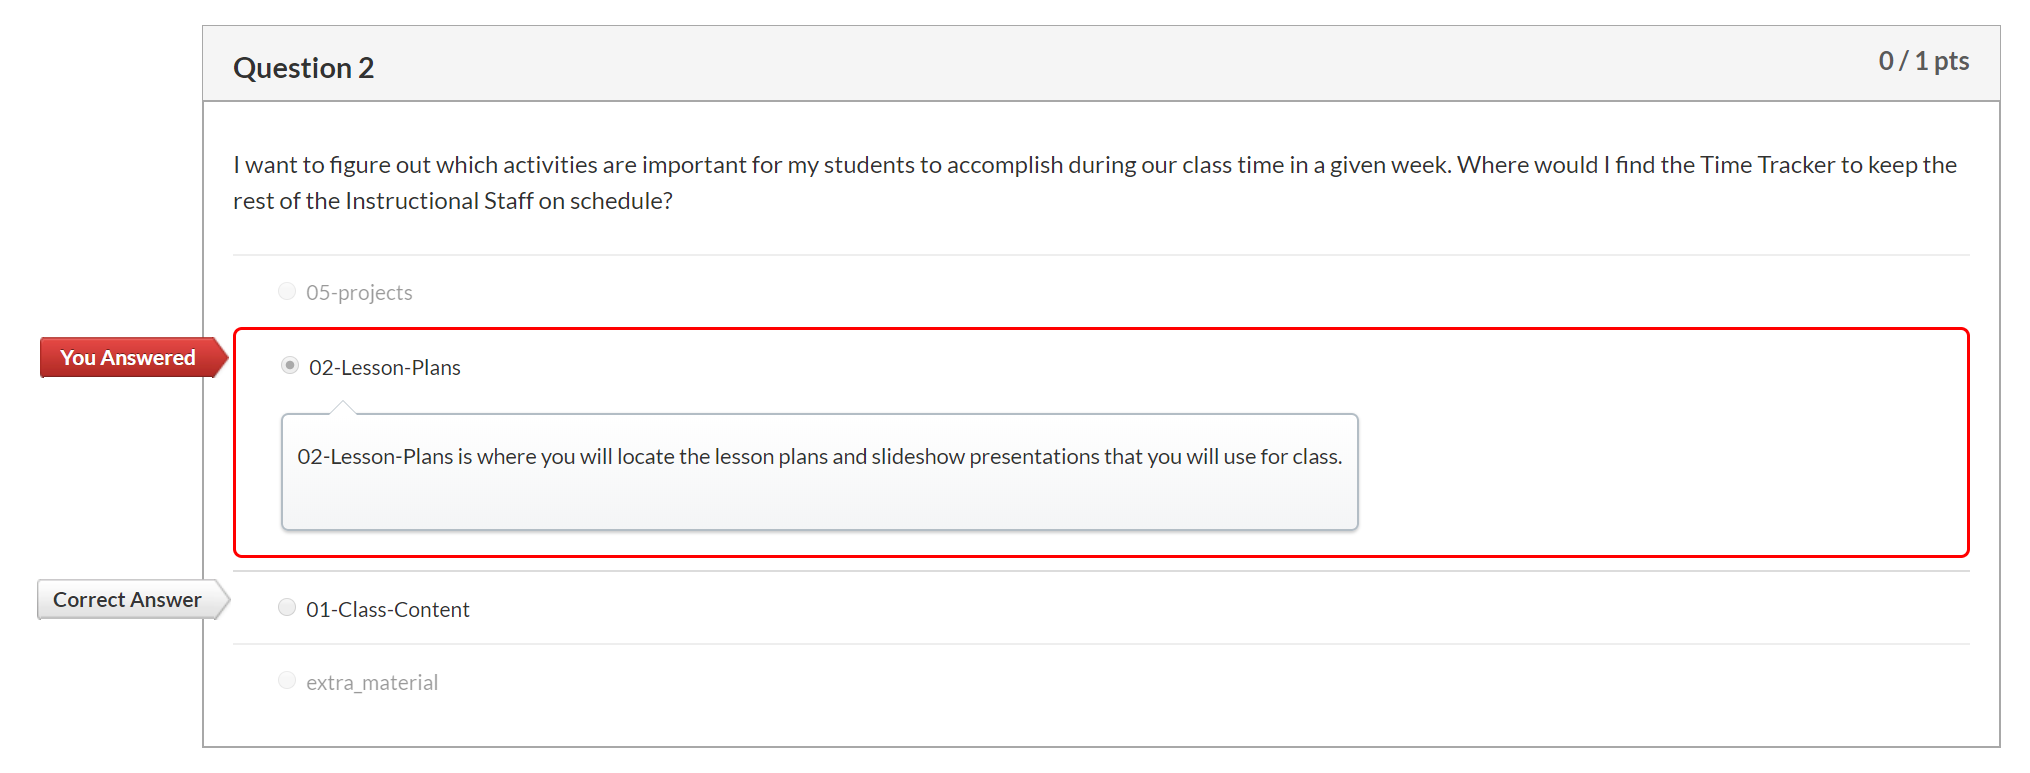 Question 2
0 / 1 pts
I want to figure out which activities are important for my students to accomplish during our class time in a given week. Where would I find the Time Tracker to keep the
rest of the Instructional Staff on schedule?
05-projects
You Answered
02-Lesson-Plans
02-Lesson-Plans is where you will locate the lesson plans and slideshow presentations that you will use for class.
Correct Answer
01-Class-Content
extra_material